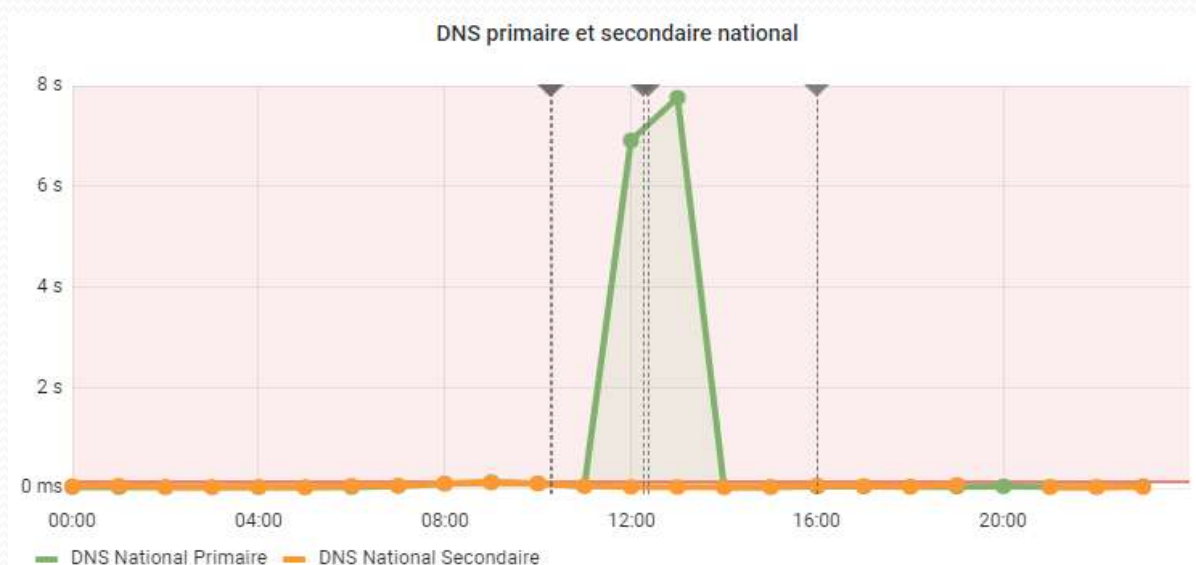 DNS primaire et secondaire national
8 s
6 s
4 s
2 s
0 ms
00:00 04:00 08:00 12:00 16:00 20:00
DNS National Primaire DNS National Secondaire